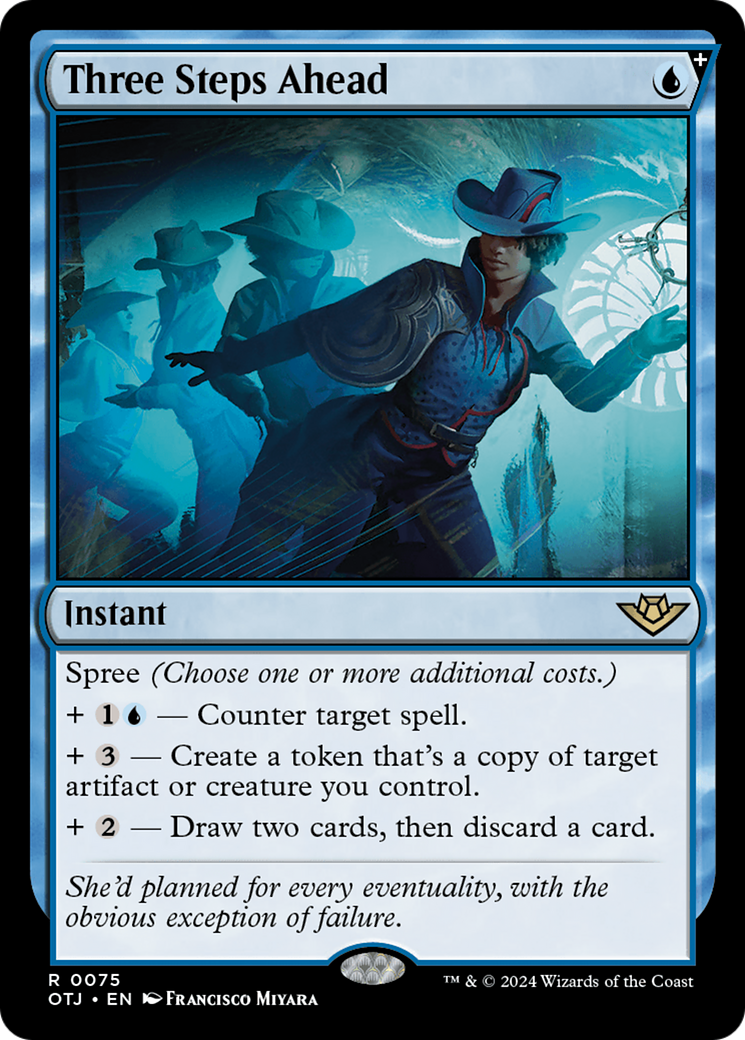 Three Steps Ahead
+
Instant
Spree (Choose one or more additional costs.)
+ 1 — Counter target spell.
+ 3 — Create a token that's a copy of target
artifact or creature you control.
+ 2 — Draw two cards, then discard a card.
She'd planned for every eventuality, with the
obvious exception of failure.
R 0075
OTJ • EN Francisco Miyara
™ & © 2024 Wizards of the Coast